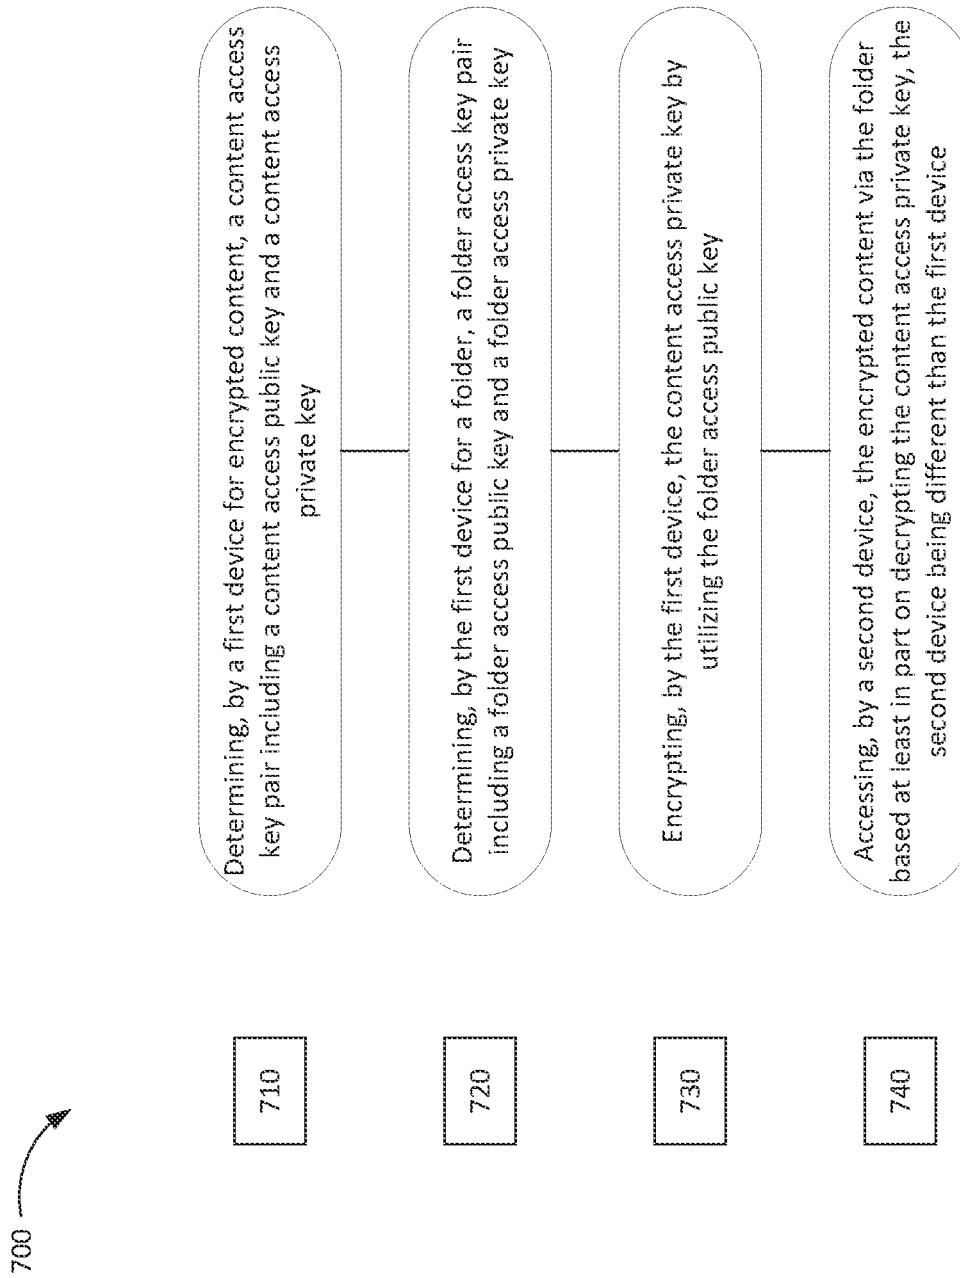 700
710
Determining, by a first device for encrypted content, a content access
key pair including a content access public key and a content access
private key
720
Determining, by the first device for a folder, a folder access key pair
including a folder access public key and a folder access private key
730
Encrypting, by the first device, the content access private key by
utilizing the folder access public key
740
Accessing, by a second device, the encrypted content via the folder
based at least in part on decrypting the content access private key, the
second device being different than the first device